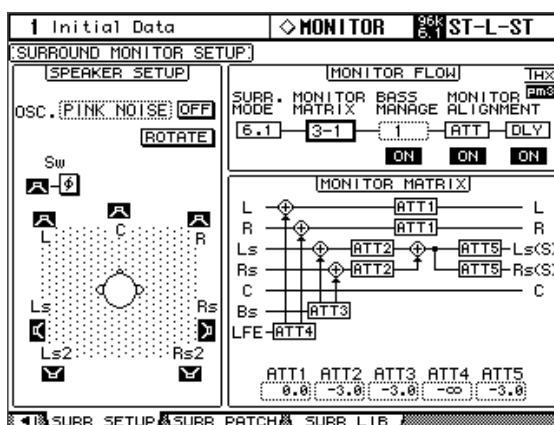 1 Initial Data ◇MONITOR 96k 6.1 ST-L-ST
SURROUND MONITOR SETUP
SPEAKER SETUP
OSC. PINK NOISE OFF
ROTATE
Sw
ϕ
L C R
Ls Rs
Ls2 Rs2
MONITOR FLOW THX
pm3
SURR. MONITOR BASS MONITOR
MODE MATRIX MANAGE ALIGNMENT
6.1 3-1 1 ATT DLY
ON ON ON
MONITOR MATRIX
L ATT1 L
R ATT1 R
Ls ATT2 ATT5 Ls(S)
Rs ATT2 ATT5 Rs(S)
C C
Bs ATT3
LFE ATT4
ATT1 ATT2 ATT3 ATT4 ATT5
0.0 -3.0 -3.0 -∞ -3.0
SURR SETUP SURR PATCH SURR LIB